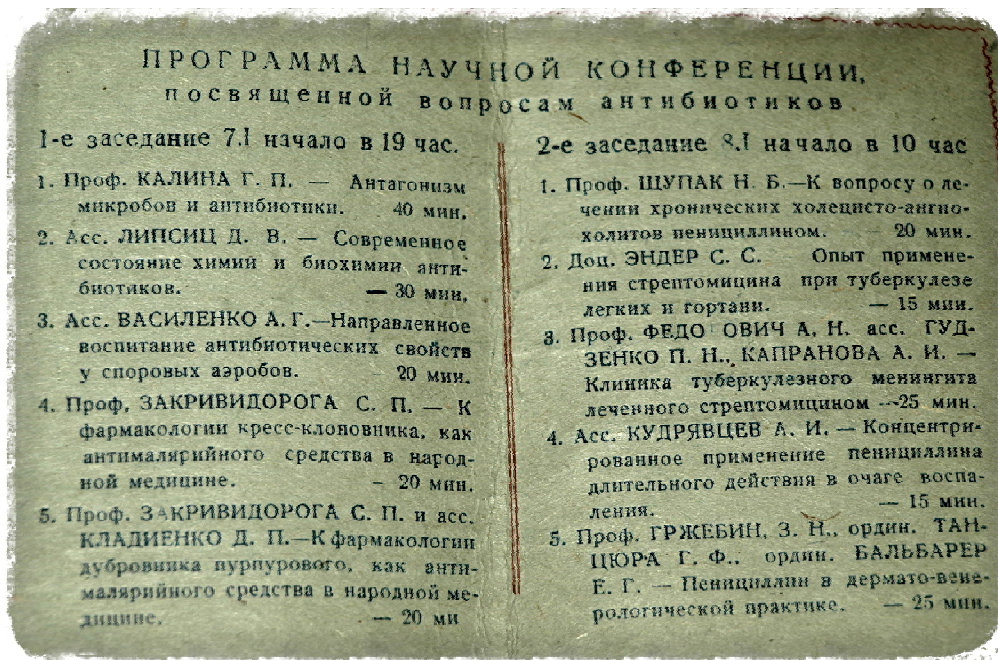 ПРОГРАММА НАУЧНОЙ КОНФЕРЕНЦИИ,
посвященной вопросам антибиотиков
1-е заседание 7.I начало в 19 час.
1. Проф. КАЛИНА Г. П. — Антагонизм
микробов и антибиотики. 40 мин.
2. Асс. ЛИПСИЦ Д. В. — Современное
состояние химии и биохимии анти-
биотиков. — 30 мин.
3. Асс. ВАСИЛЕНКО А. Г.—Направленное
воспитание антибиотических свойств
у споровых аэробов. 20 мин.
4. Проф. ЗАКРИВИДОРОГА С. П. — К
фармакологии кресс-клоповника, как
антималярийного средства в народ-
ной медицине. — 20 мин.
5. Проф. ЗАКРИВИДОРОГА С. П. и асс.
КЛАДИЕНКО Д. П.—К фармакологии
дубровника пурпурового, как анти-
малярийного средства в народной ме-
дицине. — 20 ми
2-е заседание 8.I начало в 10 час
1. Проф. ШУПАК Н. Б.—К вопросу о ле-
чении хронических холецисто-ангио-
холитов пенициллином. 20 мин.
2. Доц. ЭНДЕР С. С. Опыт примене-
ния стрептомицина при туберкулезе
легких и гортани. — 15 мин.
3. Проф. ФЕДО ОВИЧ А. Н. асс. ГУД-
ЗЕНКО П. Н., КАПРАНОВА А. И. —
Клиника туберкулезного менингита
леченного стрептомицином —25 мин.
4. Асс. КУДРЯВЦЕВ А. И. — Концентри-
рованное применение пенициллина
длительного действия в очаге воспа-
ления. — 15 мин.
5. Проф. ГРЖЕБИН, З. Н., ордин. ТАН-
ЦЮРА Г. Ф., ордин. БАЛЬБАРЕР
Е. Г. — Пенициллин в дермато-вене-
рологической практике. — 25 мин.